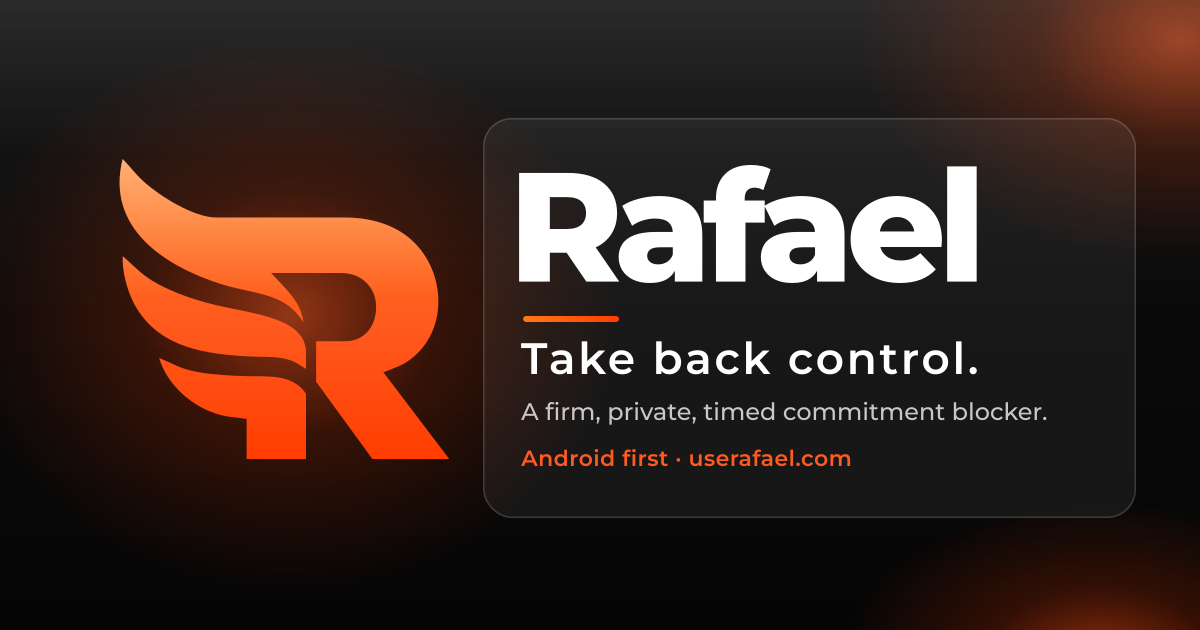 Rafael
Take back control.
A firm, private, timed commitment blocker.
Android first · userafael.com